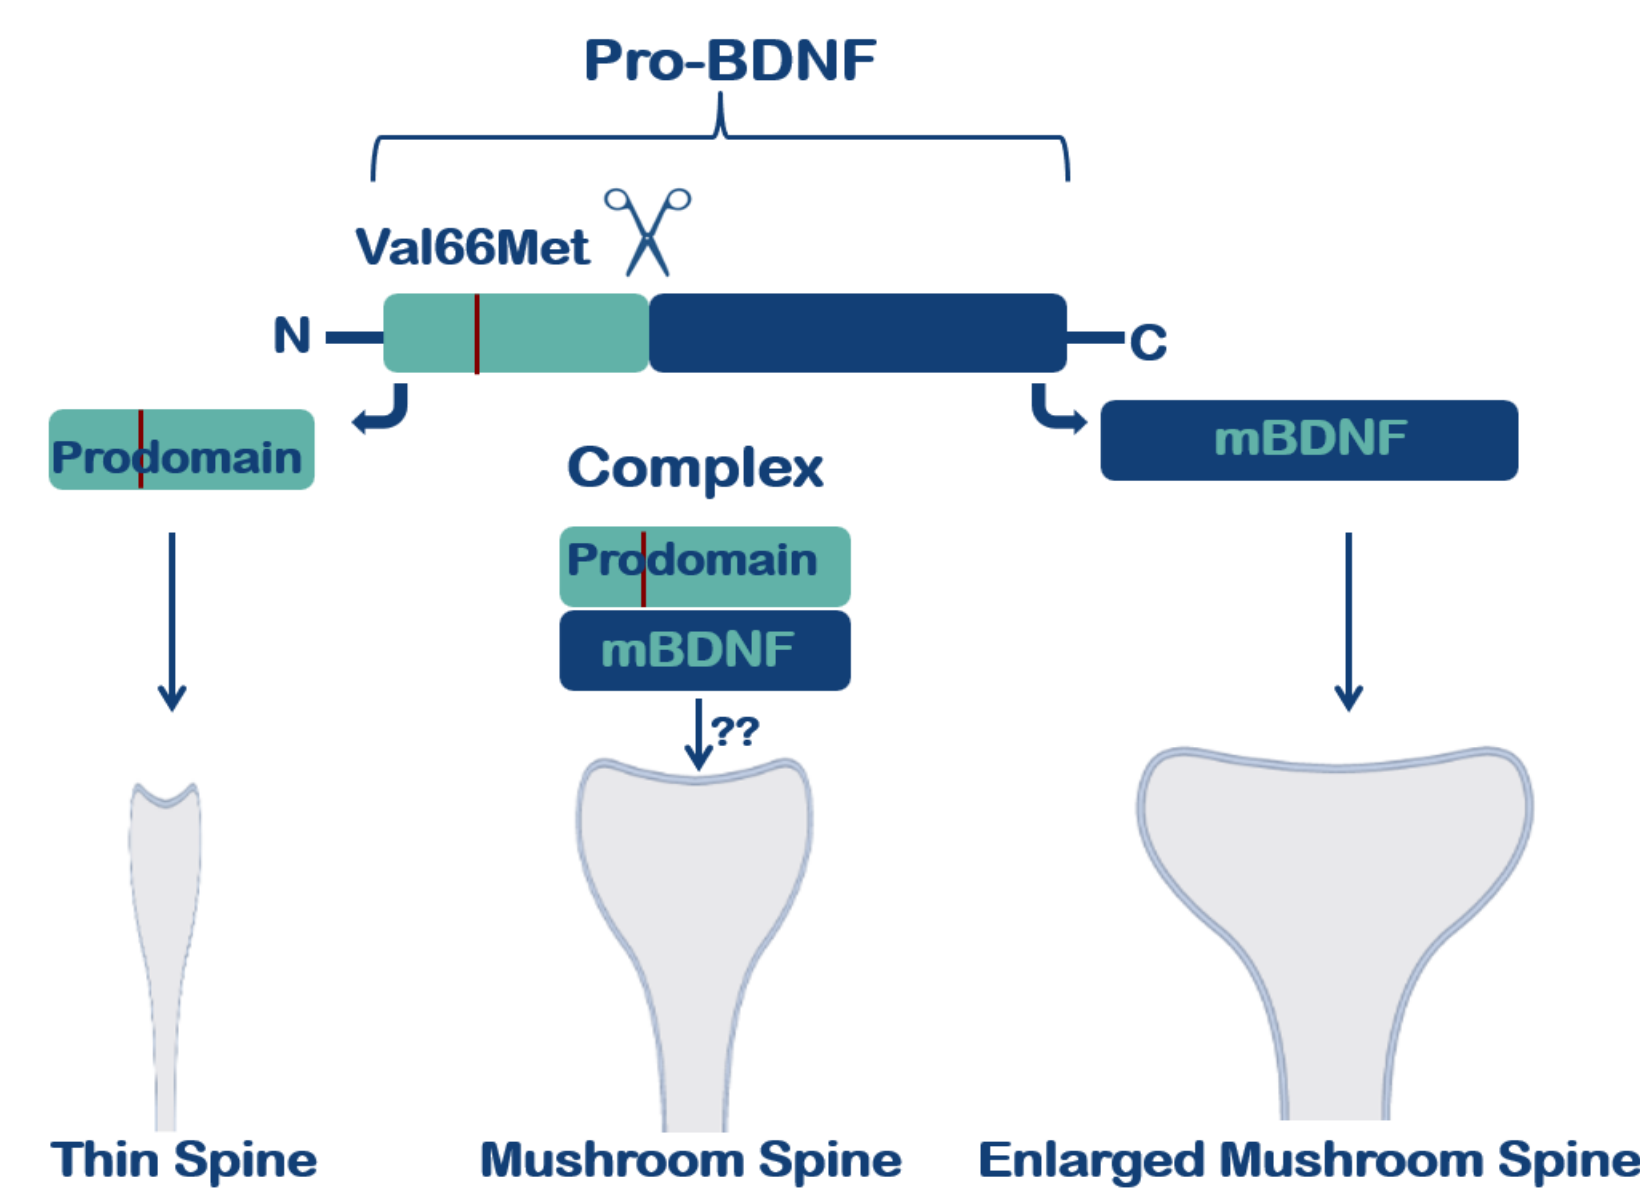 Pro-BDNF
Val66Met
N
C
Prodomain
mBDNF
Complex
Prodomain
mBDNF
??
Thin Spine
Mushroom Spine
Enlarged Mushroom Spine